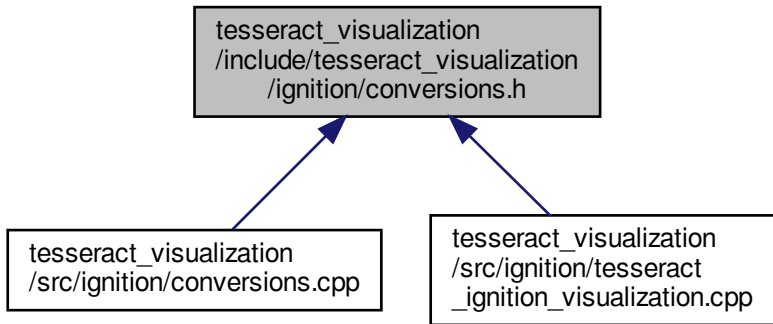 tesseract_visualization
/include/tesseract_visualization
/ignition/conversions.h
tesseract_visualization
/src/ignition/conversions.cpp
tesseract_visualization
/src/ignition/tesseract
_ignition_visualization.cpp